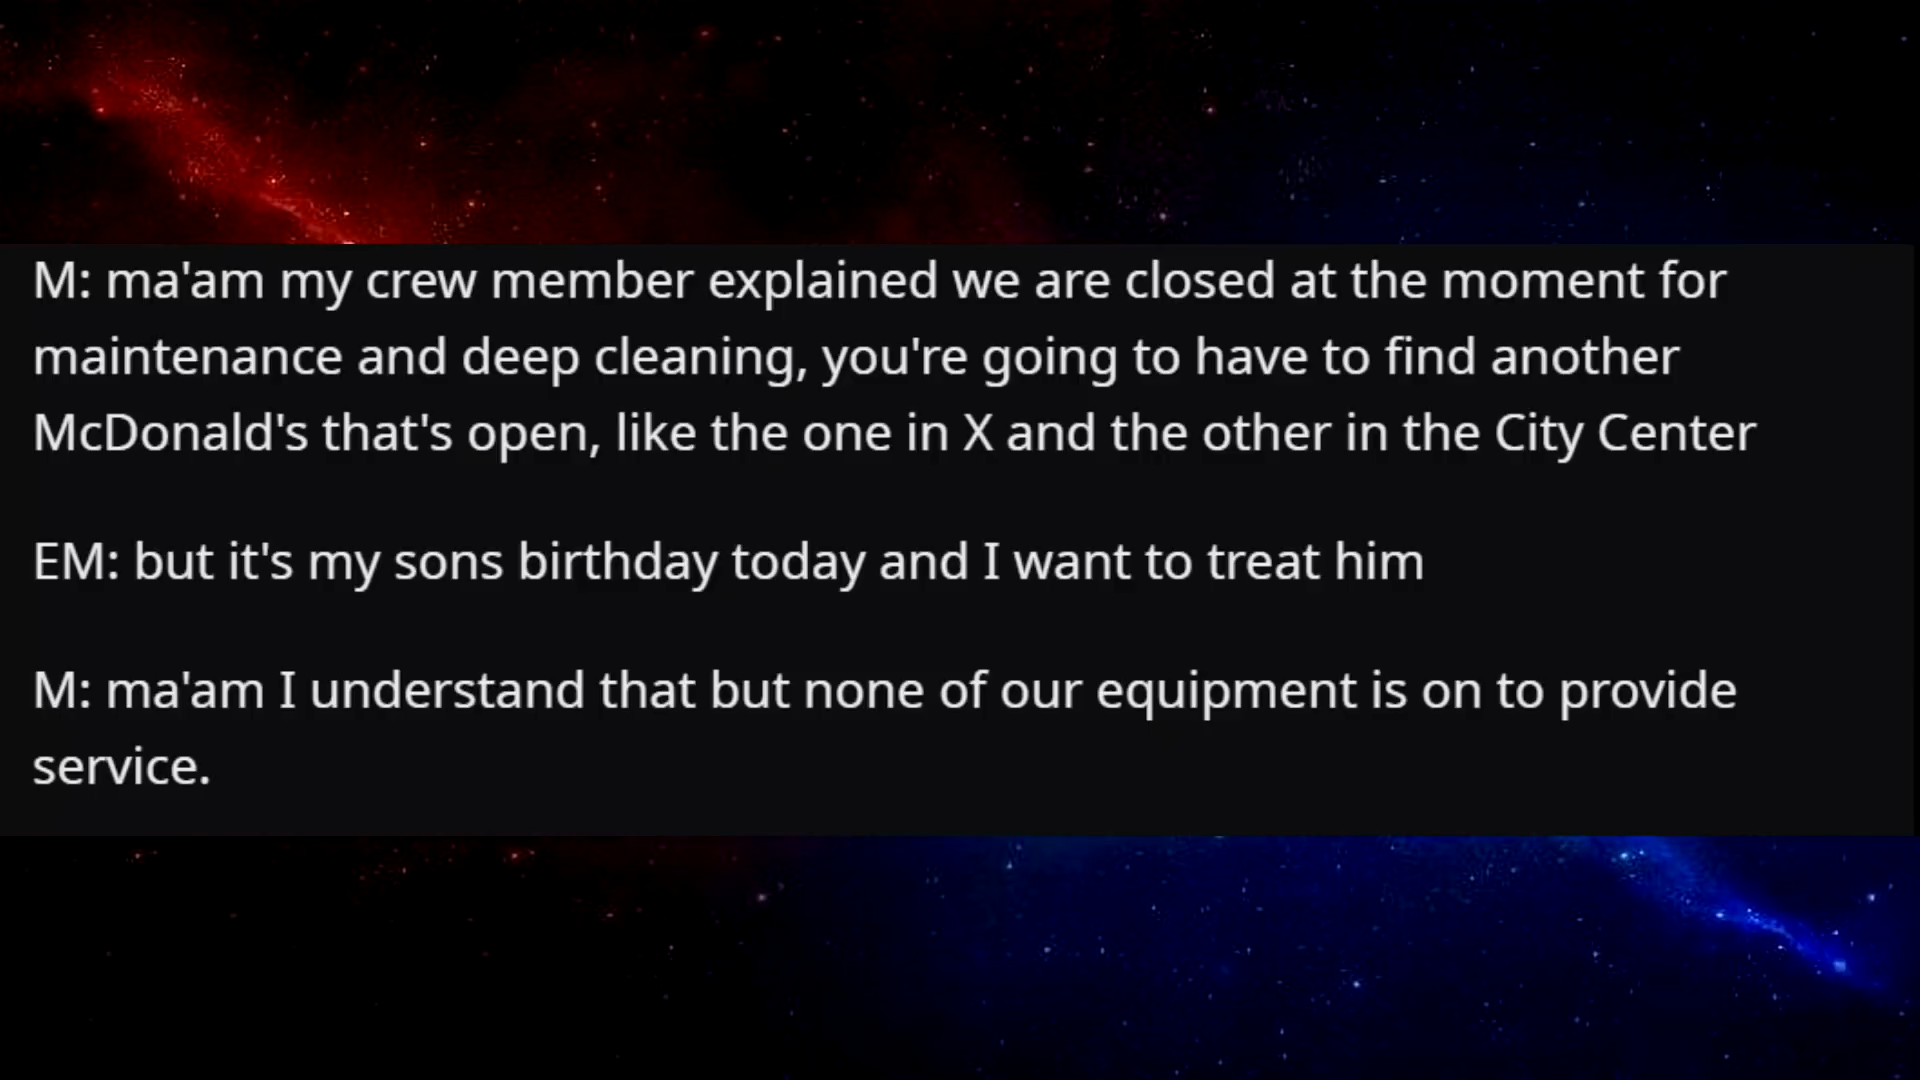 M: ma'am my crew member explained we are closed at the moment for
maintenance and deep cleaning, you're going to have to find another
McDonald's that's open, like the one in X and the other in the City Center
EM: but it's my sons birthday today and I want to treat him
M: ma'am I understand that but none of our equipment is on to provide
service.